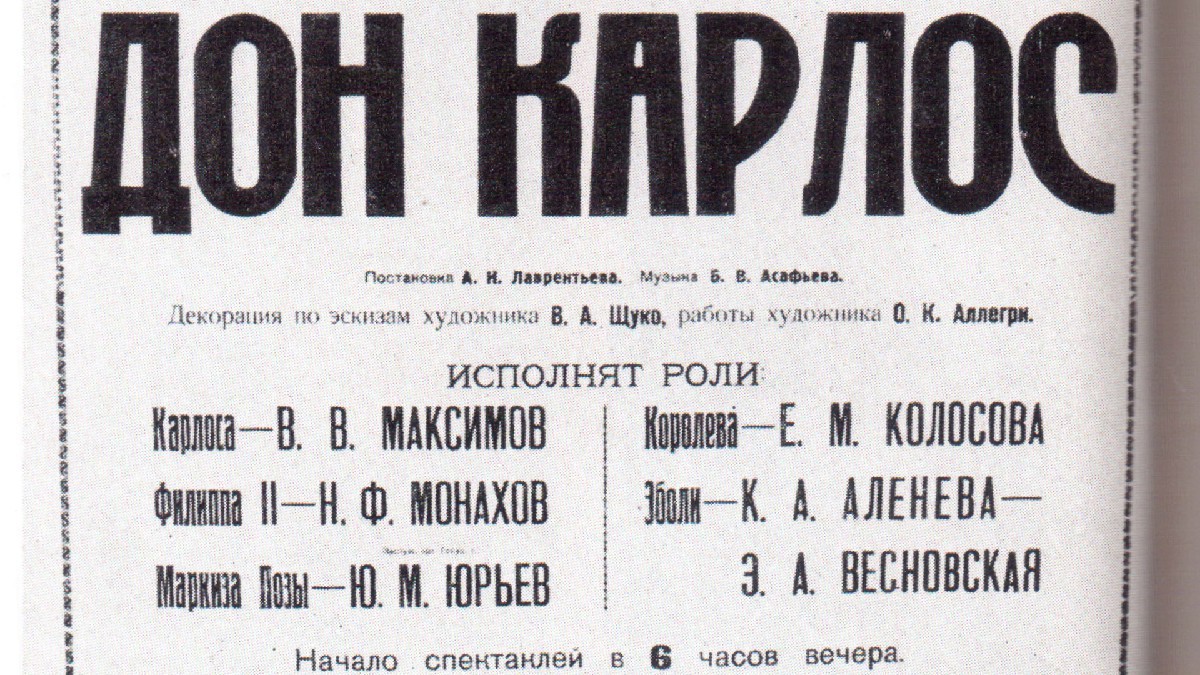 ДОН КАРЛОС
Постановка А. Н. Лаврентьева. Музыка Б. В. Асафьева.
Декорация по эскизам художника В. А. Щуко, работы художника О. К. Аллегри.
ИСПОЛНЯТ РОЛИ:
Карлоса—В. В. МАКСИМОВ
Филиппа II—Н. Ф. МОНАХОВ
Маркиза Позы—Ю. М. ЮРЬЕВ
Королева—Е. М. КОЛОСОВА
Эболи—К. А. АЛЕНЕВА—
Э. А. ВЕСНОВСКАЯ
Начало спектаклей в 6 часов вечера.